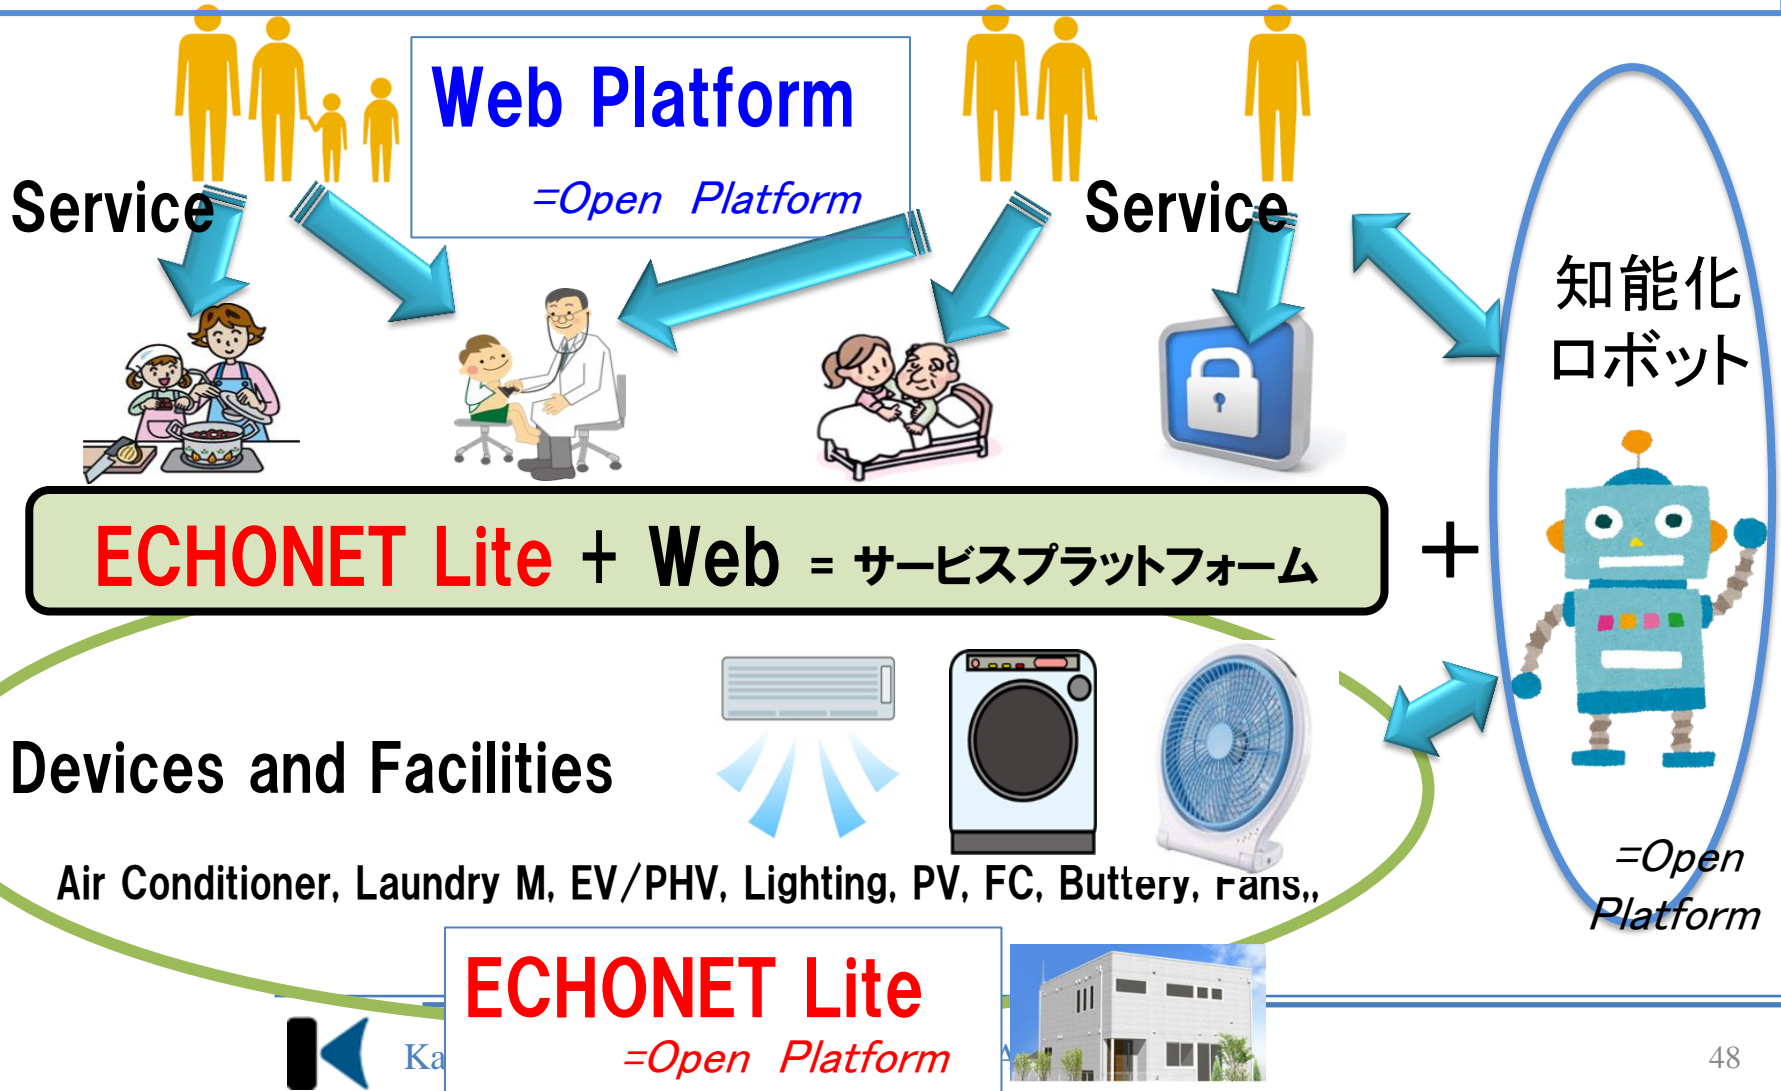 Web Platform
=Open Platform
Service
Service
知能化
ロボット
ECHONET Lite + Web = サービスプラットフォーム
+
Devices and Facilities
Air Conditioner, Laundry M, EV/PHV, Lighting, PV, FC, Buttery, Fans,,
=Open
Platform
ECHONET Lite
=Open Platform
Ka
48